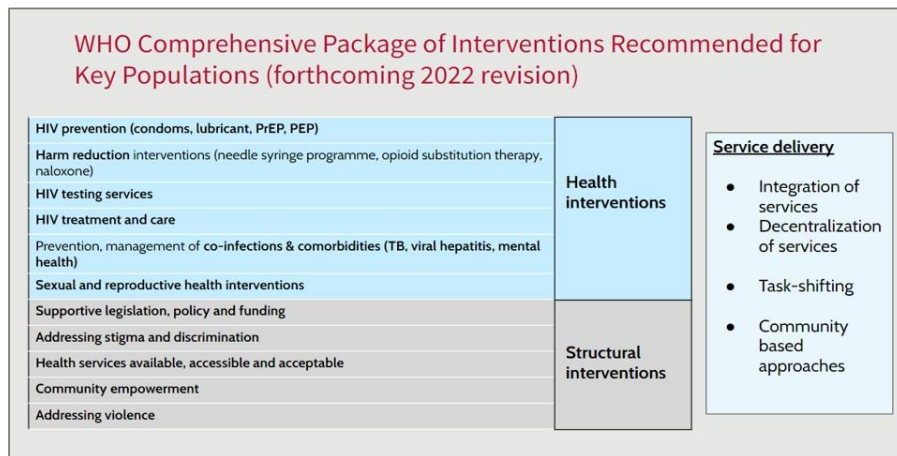 WHO Comprehensive Package of Interventions Recommended for
Key Populations (forthcoming 2022 revision)
HIV prevention (condoms, lubricant, PrEP, PEP)
Harm reduction interventions (needle syringe programme, opioid substitution therapy,
naloxone)
HIV testing services
HIV treatment and care
Prevention, management of co-infections & comorbidities (TB, viral hepatitis, mental
health)
Sexual and reproductive health interventions
Health
interventions
Supportive legislation, policy and funding
Addressing stigma and discrimination
Health services available, accessible and acceptable
Community empowerment
Addressing violence
Structural
interventions
Service delivery
● Integration of
services
● Decentralization
of services
● Task-shifting
● Community
based
approaches